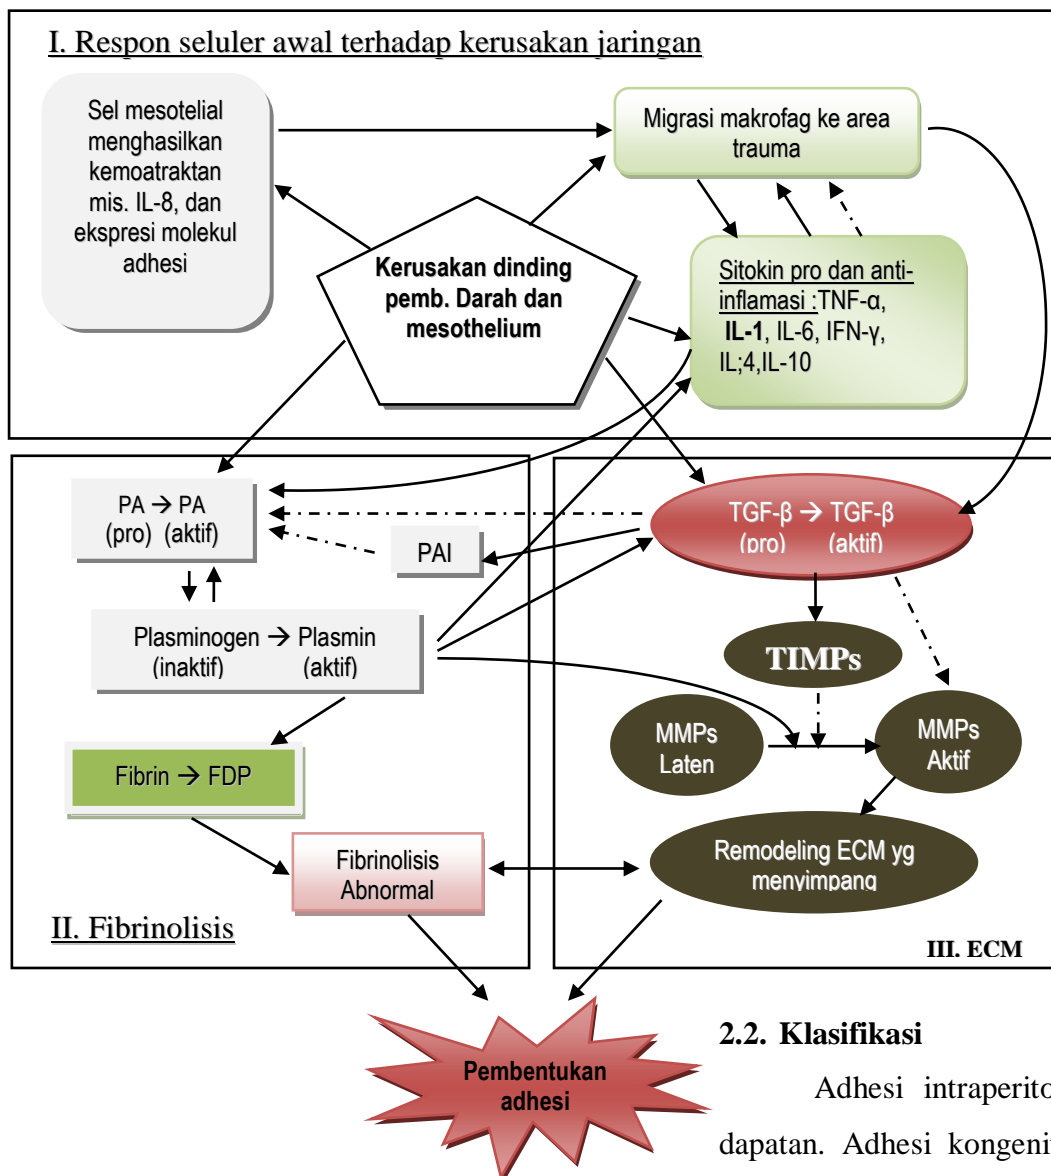 I. Respon seluler awal terhadap kerusakan jaringan
Sel mesotelial
menghasilkan
kemoatraktan
mis. IL-8, dan
ekspresi molekul
adhesi
Migrasi makrofag ke area
trauma
Kerusakan dinding
pemb. Darah dan
mesothelium
Sitokin pro dan anti-
inflamasi :TNF-α,
IL-1, IL-6, IFN-γ,
IL;4,IL-10
PA → PA
(pro) (aktif)
PAI
Plasminogen → Plasmin
(inaktif) (aktif)
Fibrin → FDP
Fibrinolisis
Abnormal
II. Fibrinolisis
TGF-β → TGF-β
(pro) (aktif)
TIMPs
MMPs
Laten
MMPs
Aktif
Remodeling ECM yg
menyimpang
III. ECM
Pembentukan
adhesi
2.2. Klasifikasi
Adhesi intraperito
dapatan. Adhesi kongeni